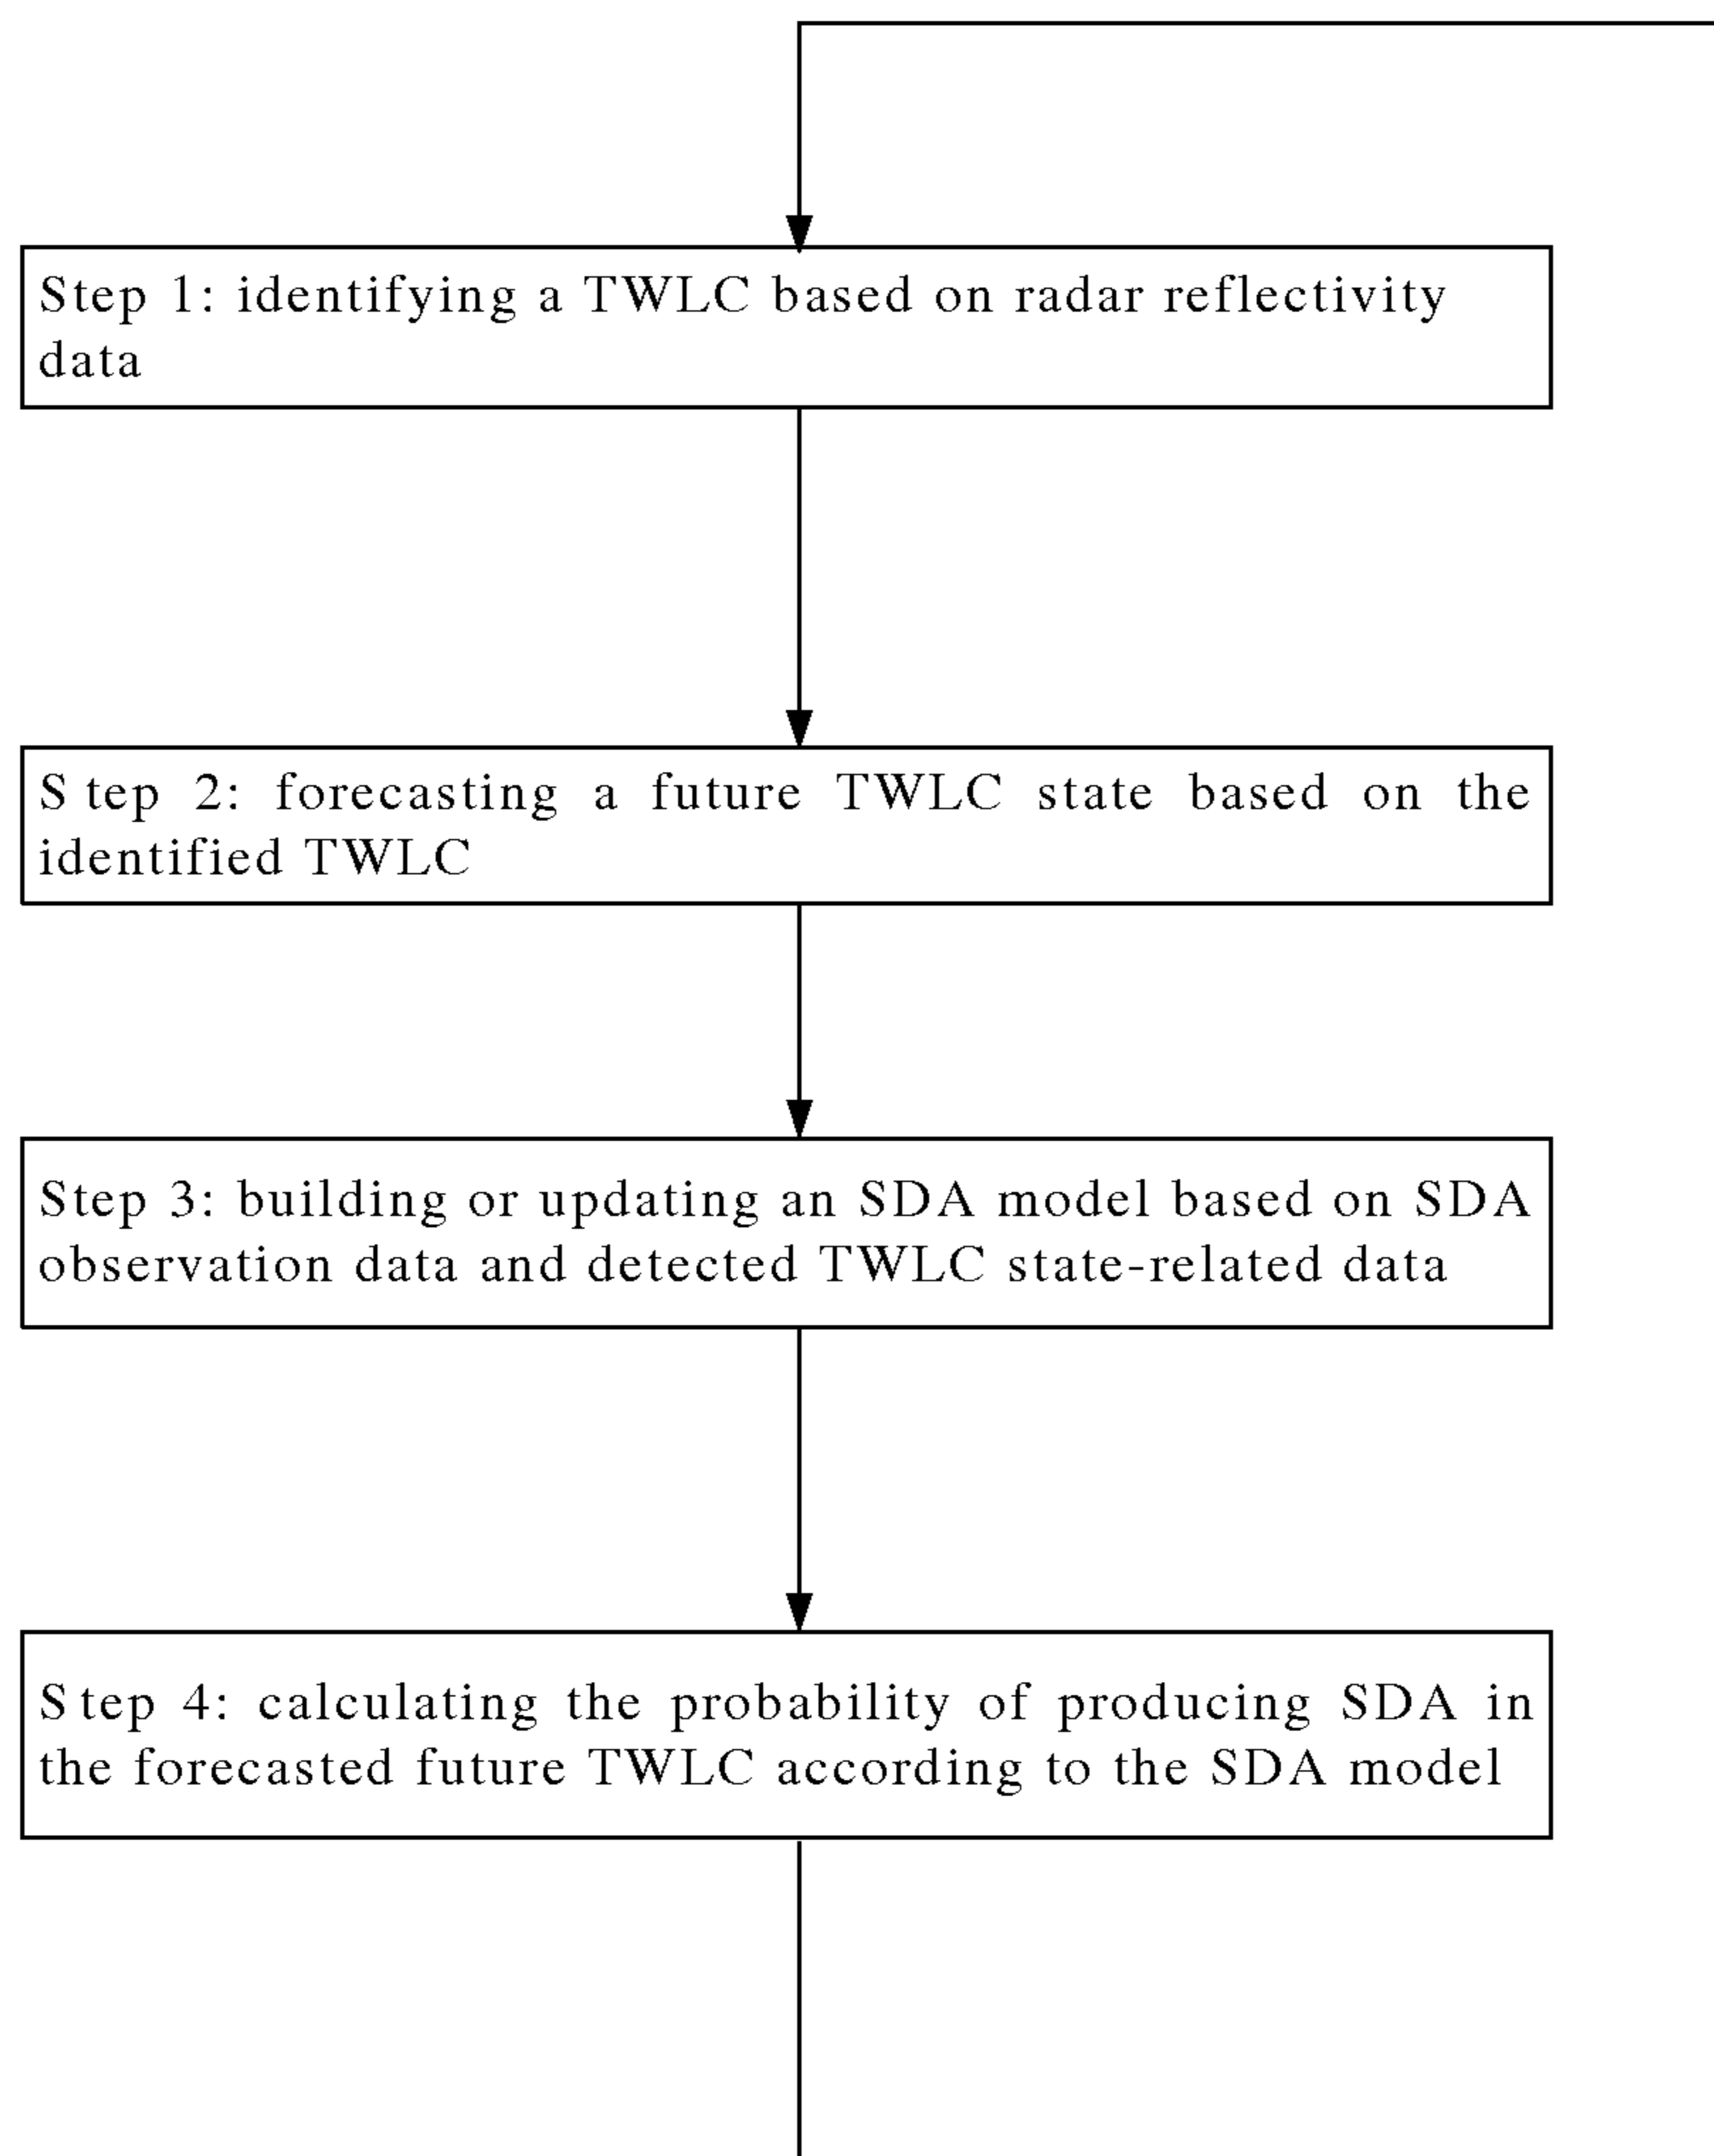 Step 1: identifying a TWLC based on radar reflectivity
data
Step 2: forecasting a future TWLC state based on the
identified TWLC
Step 3: building or updating an SDA model based on SDA
observation data and detected TWLC state-related data
Step 4: calculating the probability of producing SDA in
the forecasted future TWLC according to the SDA model